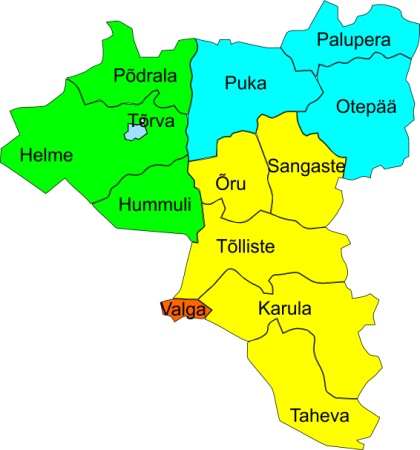 Palupera
Põdrala
Puka
Otepää
Tõrva
Helme
Sangaste
Õru
Hummuli
Tõlliste
Valga
Karula
Taheva